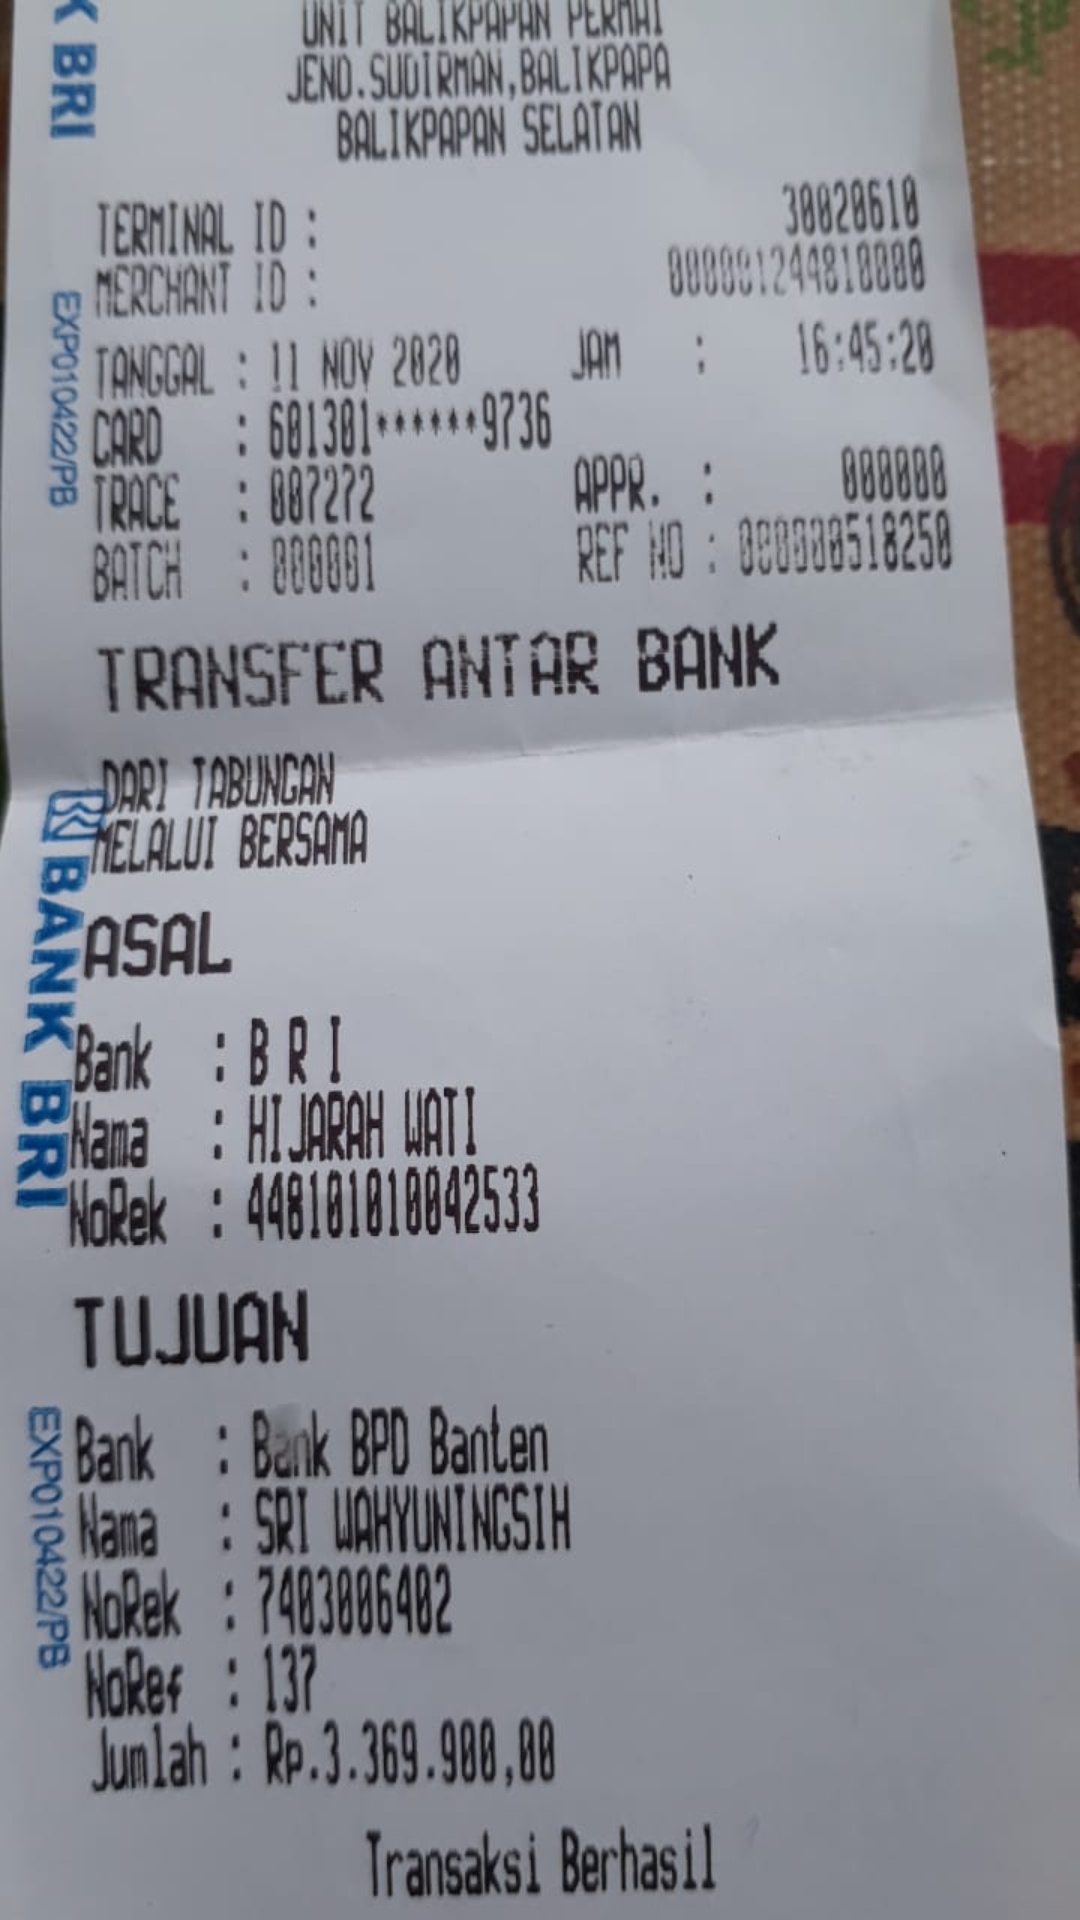 UNIT BALIKPAPAN PERMAI
JEND.SUDIRMAN,BALIKPAPA
BALIKPAPAN SELATAN
TERMINAL ID : 30020610
MERCHANT ID : 000001244810000
TANGGAL : 11 NOV 2020 JAM : 16:45:20
CARD : 601301******9736
TRACE : 007272 APPR. : 000000
BATCH : 000001 REF NO : 000000518250
TRANSFER ANTAR BANK
DARI TABUNGAN
MELALUI BERSAMA
ASAL
Bank : B R I
Nama : HIJARAH WATI
NoRek : 448101010042533
TUJUAN
Bank : Bank BPD Banten
Nama : SRI WAHYUNINGSIH
NoRek : 7403006402
NoRef : 137
Jumlah : Rp.3.369.900,00
Transaksi Berhasil
K BRI
EXP010422/PB
BANK BRI
EXP010422/PB